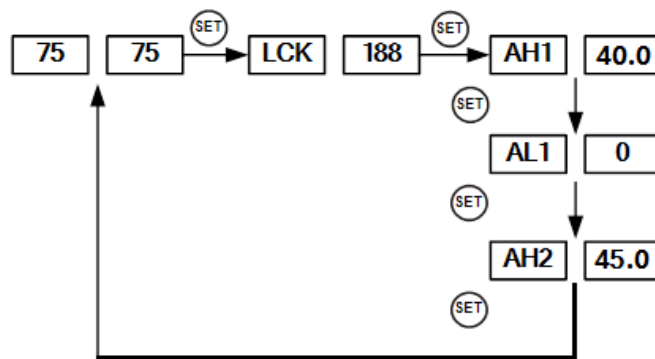 SET SET
75 75 LCK 188 AH1 40.0
SET
AL1 0
SET
AH2 45.0
SET